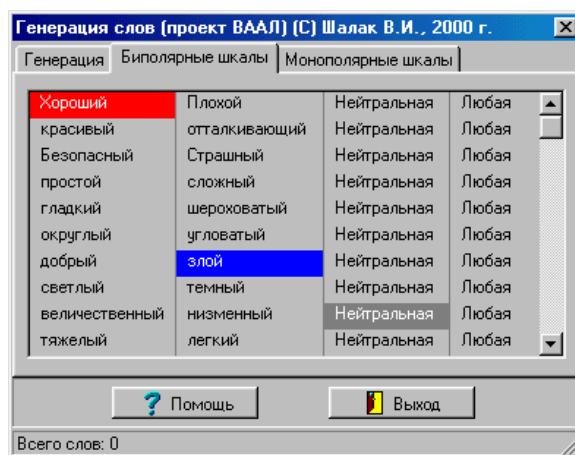 Генерация слов (проект ВААЛ) (C) Шалак В.И., 2000 г.
Генерация Биполярные шкалы Монополярные шкалы
Хороший Плохой Нейтральная Любая
красивый отталкивающий Нейтральная Любая
Безопасный Страшный Нейтральная Любая
простой сложный Нейтральная Любая
гладкий шероховатый Нейтральная Любая
округлый угловатый Нейтральная Любая
добрый злой Нейтральная Любая
светлый темный Нейтральная Любая
величественный низменный Нейтральная Любая
тяжелый легкий Нейтральная Любая
? Помощь Выход
Всего слов: 0